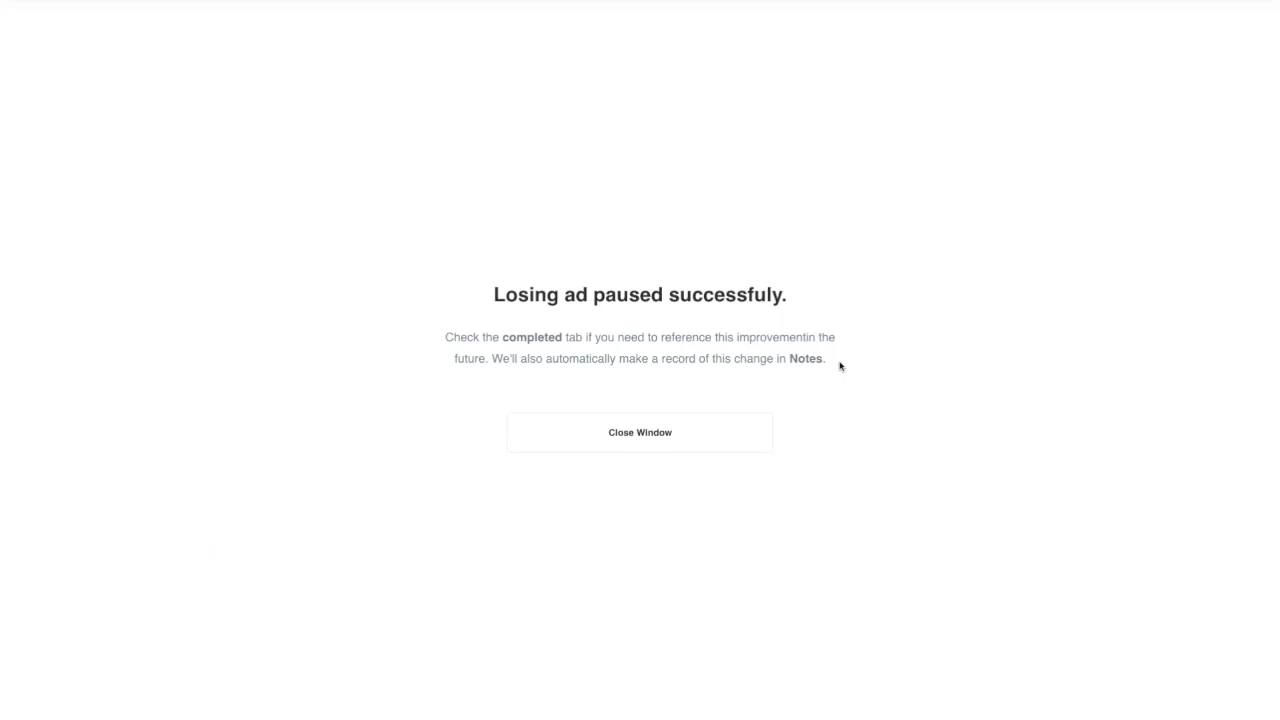 Losing ad paused successfuly.
Check the completed tab if you need to reference this improvementin the
future. We'll also automatically make a record of this change in Notes.
Close Window